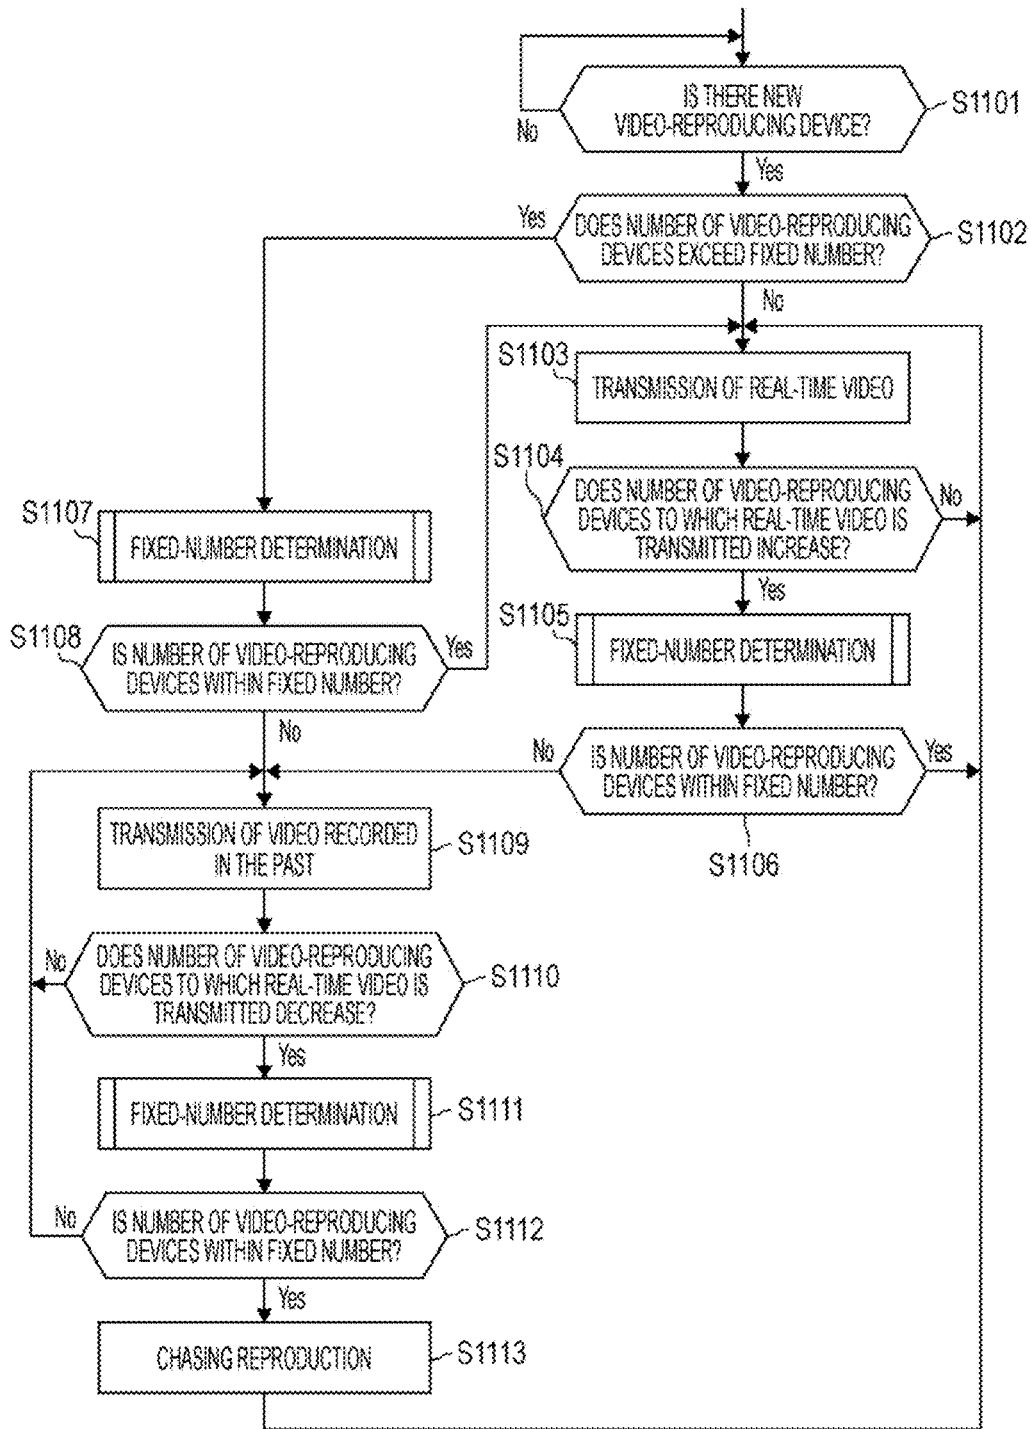 IS THERE NEW
VIDEO-REPRODUCING DEVICE?
S1101
No
Yes
Yes
DOES NUMBER OF VIDEO-REPRODUCING
DEVICES EXCEED FIXED NUMBER?
S1102
No
S1103
TRANSMISSION OF REAL-TIME VIDEO
S1104
DOES NUMBER OF VIDEO-REPRODUCING
DEVICES TO WHICH REAL-TIME VIDEO IS
TRANSMITTED INCREASE?
No
Yes
S1107
FIXED-NUMBER DETERMINATION
S1105
FIXED-NUMBER DETERMINATION
S1108
IS NUMBER OF VIDEO-REPRODUCING
DEVICES WITHIN FIXED NUMBER?
Yes
No
No
IS NUMBER OF VIDEO-REPRODUCING
DEVICES WITHIN FIXED NUMBER?
Yes
S1106
TRANSMISSION OF VIDEO RECORDED
IN THE PAST
S1109
No
DOES NUMBER OF VIDEO-REPRODUCING
DEVICES TO WHICH REAL-TIME VIDEO IS
TRANSMITTED DECREASE?
S1110
Yes
FIXED-NUMBER DETERMINATION
S1111
No
IS NUMBER OF VIDEO-REPRODUCING
DEVICES WITHIN FIXED NUMBER?
S1112
Yes
CHASING REPRODUCTION
S1113